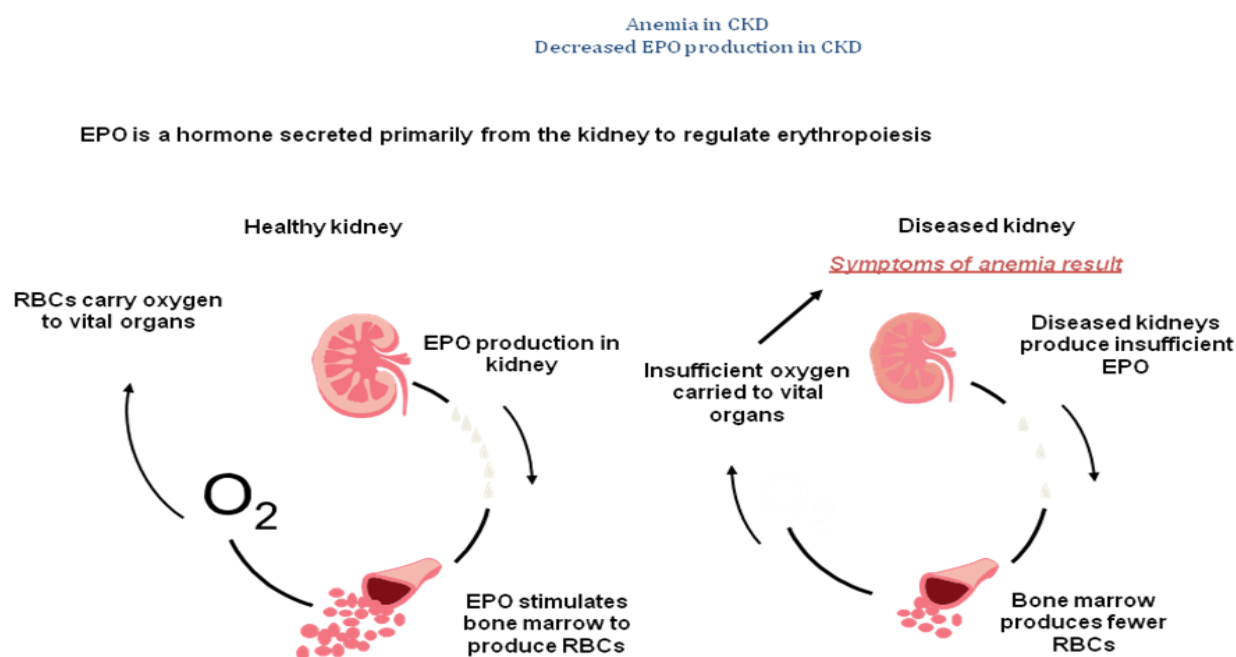 Anemia in CKD
Decreased EPO production in CKD
EPO is a hormone secreted primarily from the kidney to regulate erythropoiesis
Healthy kidney
RBCs carry oxygen
to vital organs
EPO production in
kidney
O₂
EPO stimulates
bone marrow to
produce RBCs
Diseased kidney
Symptoms of anemia result
Diseased kidneys
produce insufficient
EPO
Insufficient oxygen
carried to vital
organs
O₂
Bone marrow
produces fewer
RBCs